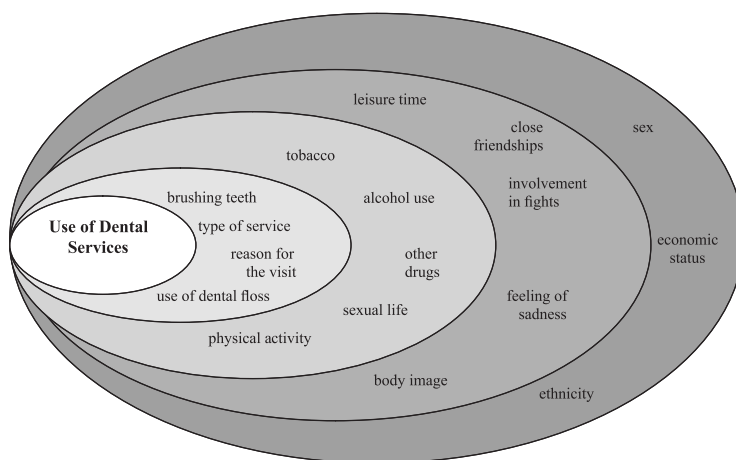 leisure time
close
friendships
sex
tobacco
involvement
in fights
brushing teeth
alcohol use
Use of Dental
Services
type of service
reason for
the visit
other
drugs
economic
status
use of dental floss
sexual life
feeling of
sadness
physical activity
body image
ethnicity